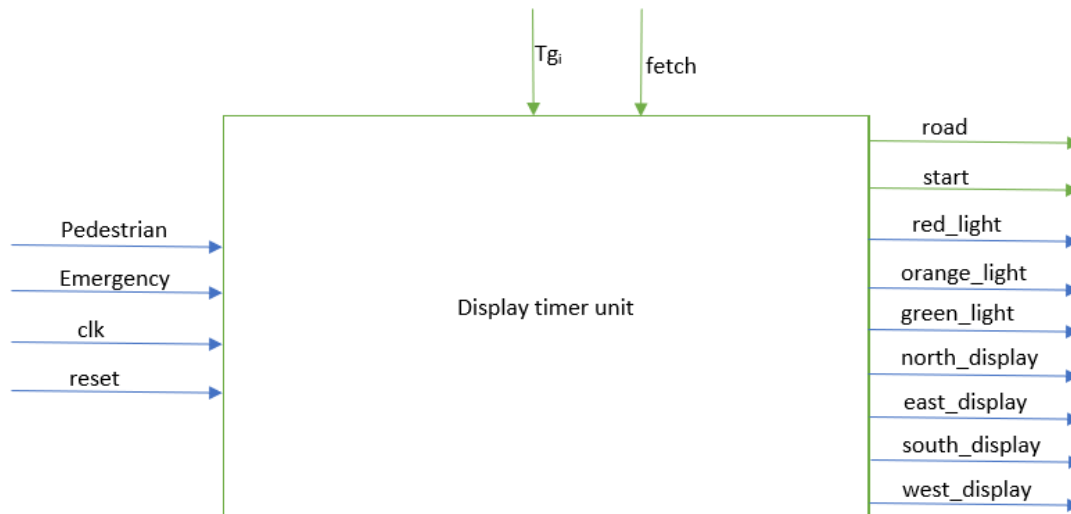 Tgᵢ
fetch
road
start
red_light
orange_light
green_light
north_display
east_display
south_display
west_display
Pedestrian
Emergency
clk
reset
Display timer unit